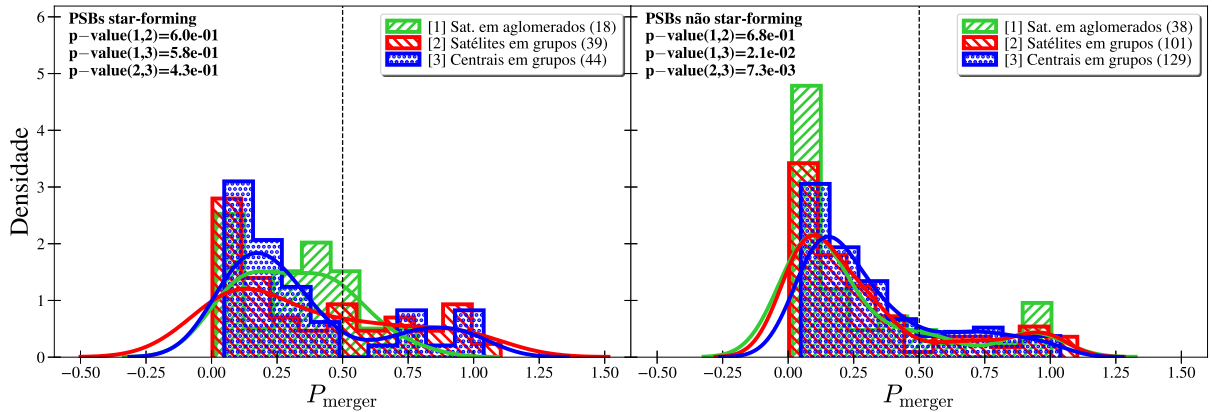 PSBs star-forming
p−value(1,2)=6.0e-01
p−value(1,3)=5.8e-01
p−value(2,3)=4.3e-01
[1] Sat. em aglomerados (18)
[2] Satélites em grupos (39)
[3] Centrais em grupos (44)
PSBs não star-forming
p−value(1,2)=6.8e-01
p−value(1,3)=2.1e-02
p−value(2,3)=7.3e-03
[1] Sat. em aglomerados (38)
[2] Satélites em grupos (101)
[3] Centrais em grupos (129)
Densidade
6
5
4
3
2
1
0
−0.50 −0.25 0.00 0.25 0.50 0.75 1.00 1.25 1.50
−0.50 −0.25 0.00 0.25 0.50 0.75 1.00 1.25 1.50
P_merger
P_merger